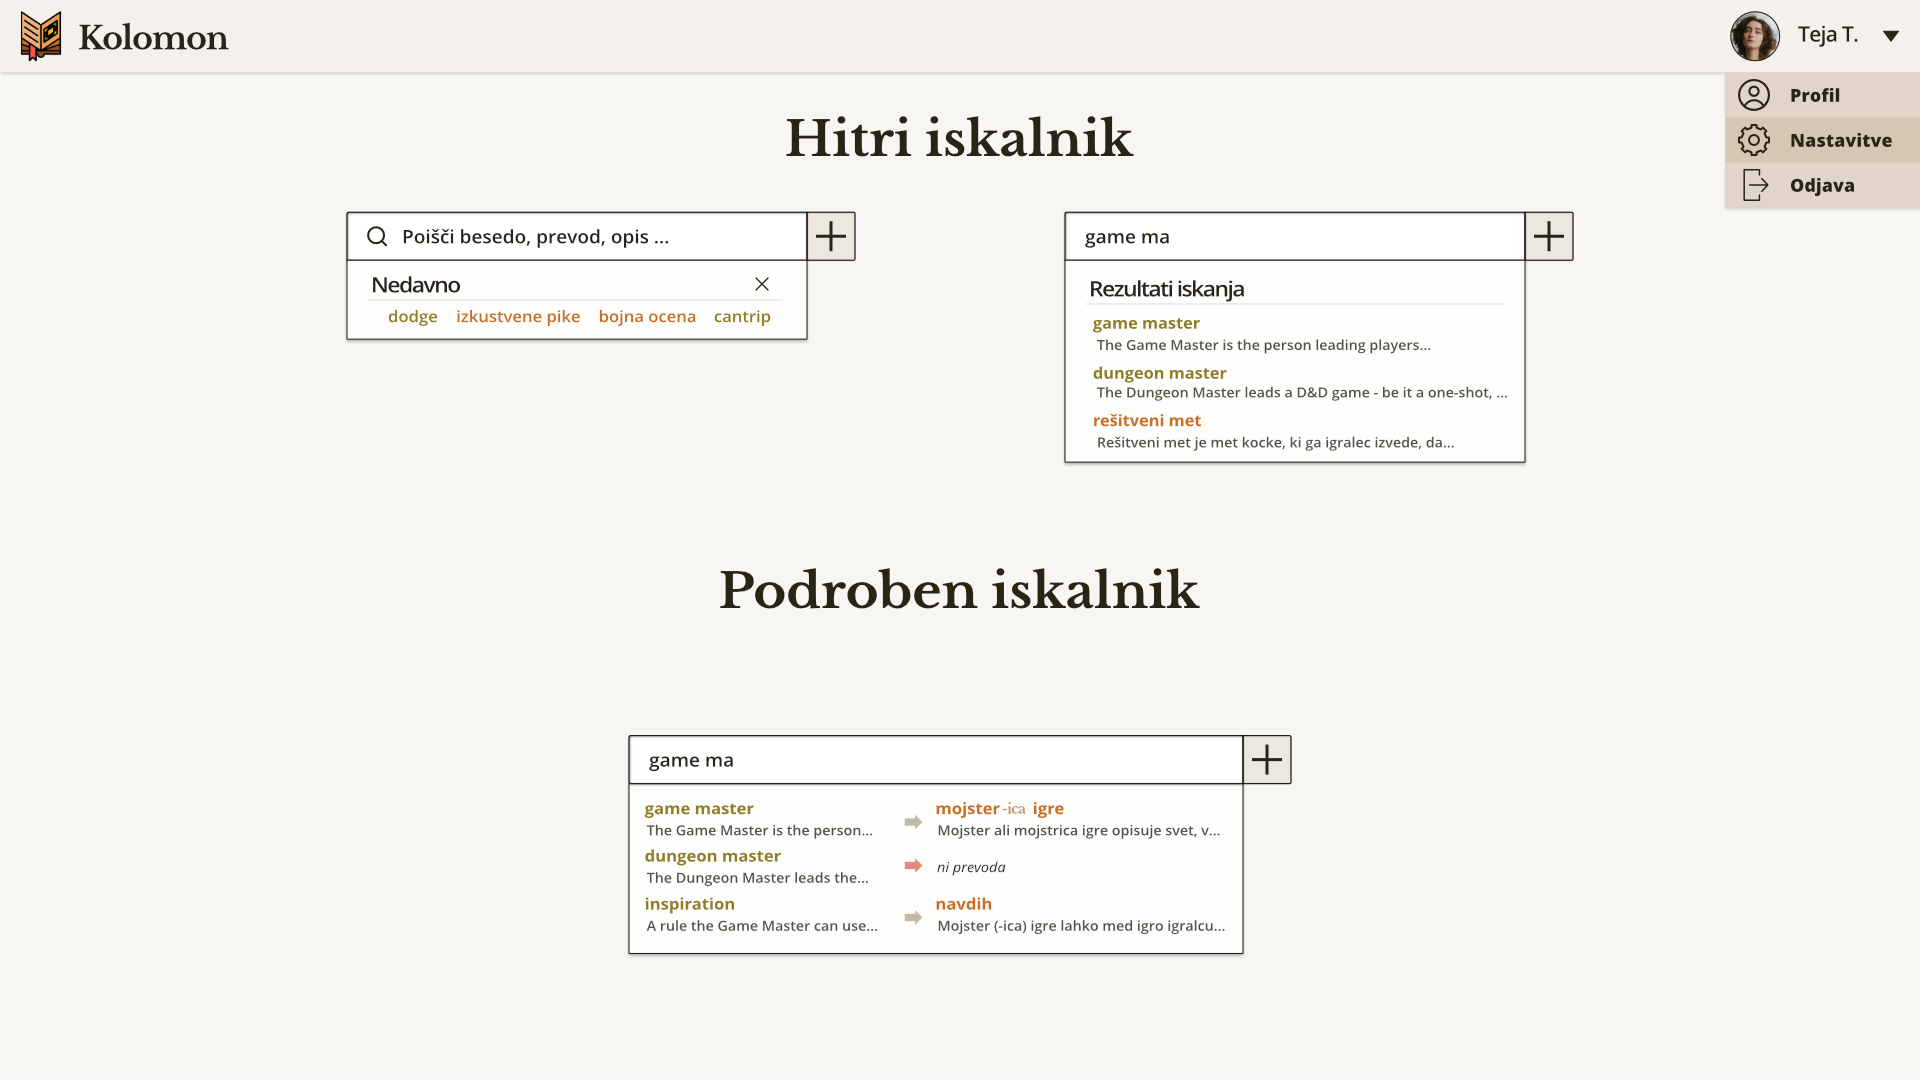 Kolomon
Teja T.
Profil
Nastavitve
Odjava
Hitri iskalnik
Poišči besedo, prevod, opis ...
Nedavno
dodge izkustvene pike bojna ocena cantrip
game ma
Rezultati iskanja
game master
The Game Master is the person leading players...
dungeon master
The Dungeon Master leads a D&D game - be it a one-shot, ...
rešitveni met
Rešitveni met je met kocke, ki ga igralec izvede, da...
Podroben iskalnik
game ma
game master
The Game Master is the person...
mojster -ica igre
Mojster ali mojstrica igre opisuje svet, v...
dungeon master
The Dungeon Master leads the...
ni prevoda
inspiration
A rule the Game Master can use...
navdih
Mojster (-ica) igre lahko med igro igralcu...